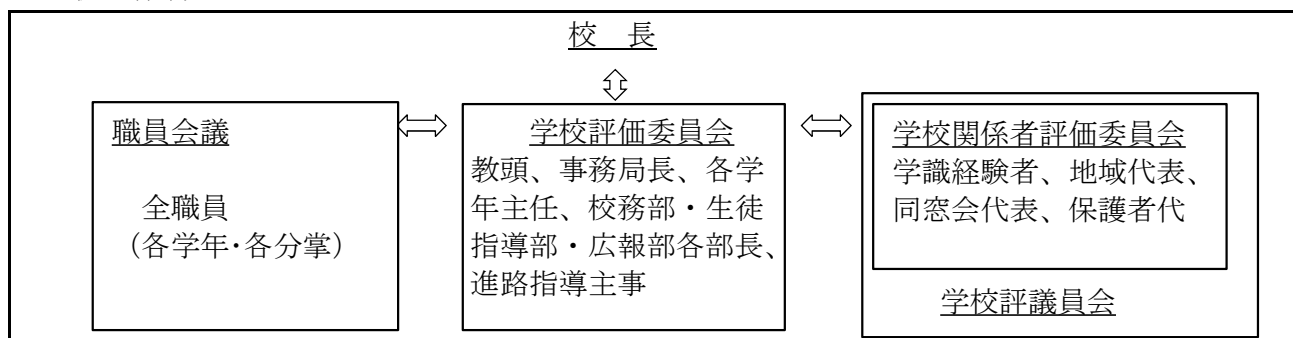 校　長
職員会議
全職員
(各学年・各分掌)
学校評価委員会
教頭、事務局長、各学
年主任、校務部・生徒
指導部・広報部各部長、
進路指導主事
学校関係者評価委員会
学識経験者、地域代表、
同窓会代表、保護者代
学校評議員会